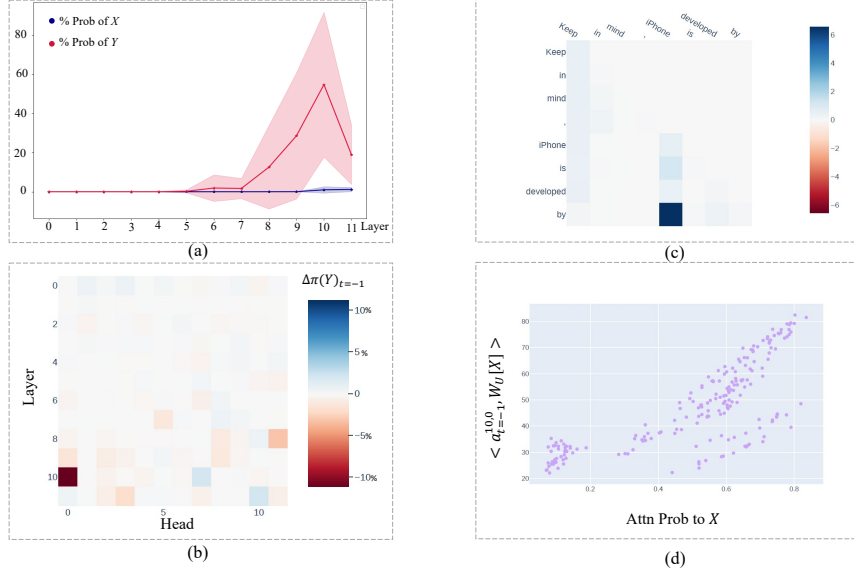 % Prob of X
% Prob of Y
80
60
40
20
0
0 1 2 3 4 5 6 7 8 9 10 11 Layer
(a)
Keep in mind , iPhone is developed by
Keep
in
mind
,
iPhone
is
developed
by
6
4
2
0
−2
−4
−6
(c)
Δπ(Y)t=−1
0
2
4
6
8
10
Layer
10%
5%
0
−5%
−10%
0 5 10
Head
(b)
80
70
60
50
40
30
20
< a^{10,0}_{t=−1}, W_U[X] >
0.2 0.4 0.6 0.8
Attn Prob to X
(d)